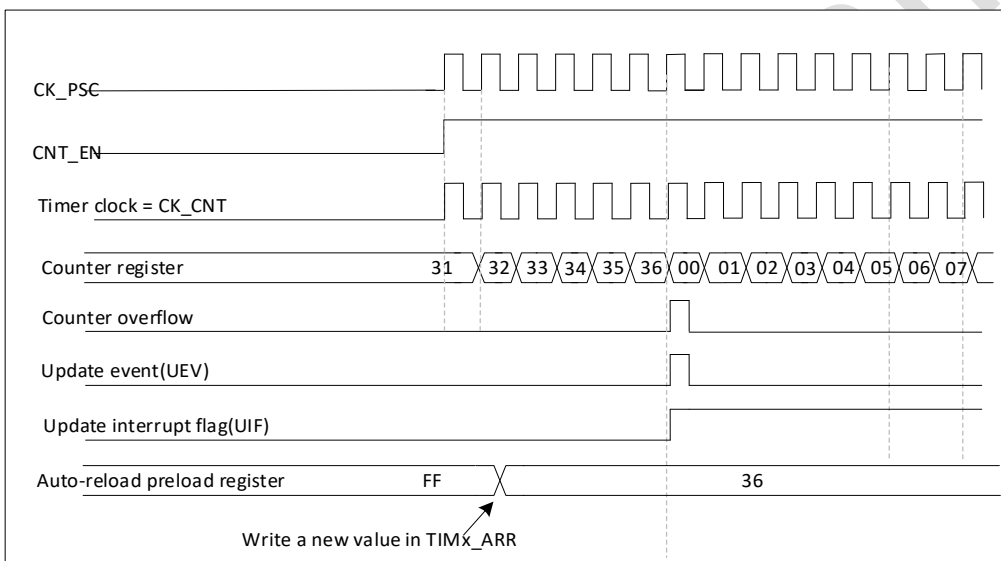 CK_PSC
CNT_EN
Timer clock = CK_CNT
Counter register 31 32 33 34 35 36 00 01 02 03 04 05 06 07
Counter overflow
Update event(UEV)
Update interrupt flag(UIF)
Auto-reload preload register FF 36
Write a new value in TIMx_ARR